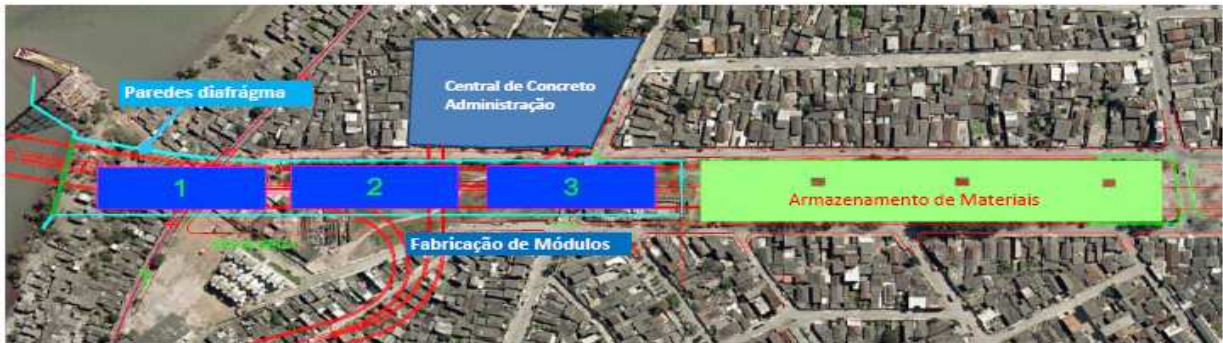 Central de Concreto
Administração
Paredes diafrágma
1
2
3
Armazenamento de Materiais
Fabricação de Módulos